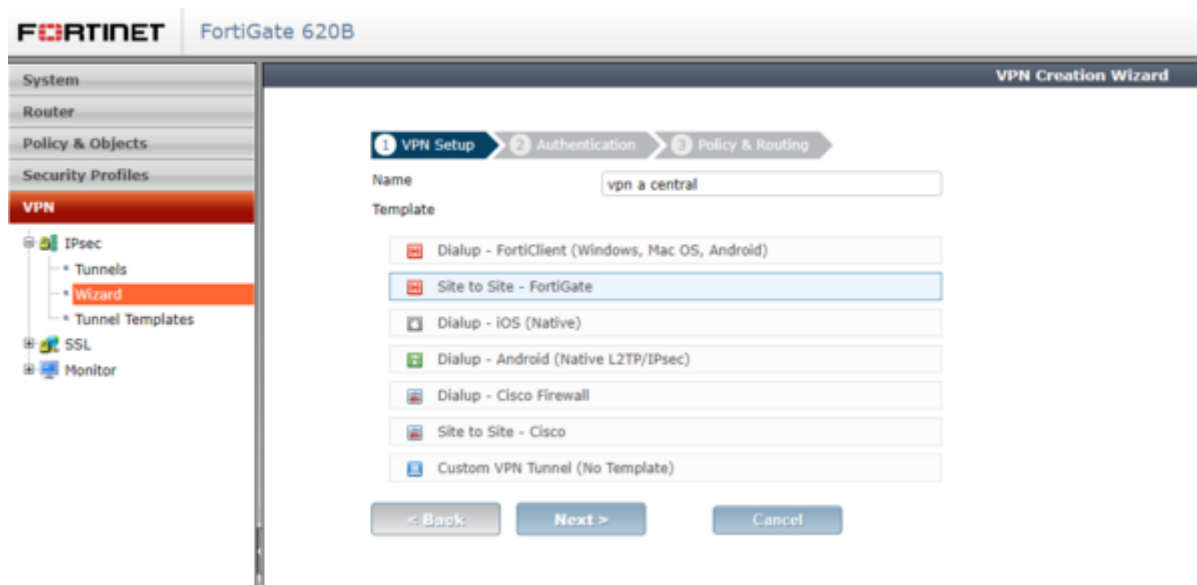 FORTINET FortiGate 620B
VPN Creation Wizard
System
Router
Policy & Objects
Security Profiles
VPN
IPsec
Tunnels
Wizard
Tunnel Templates
SSL
Monitor
1 VPN Setup 2 Authentication 3 Policy & Routing
Name vpn a central
Template
Dialup - FortiClient (Windows, Mac OS, Android)
Site to Site - FortiGate
Dialup - iOS (Native)
Dialup - Android (Native L2TP/IPsec)
Dialup - Cisco Firewall
Site to Site - Cisco
Custom VPN Tunnel (No Template)
< Back Next > Cancel